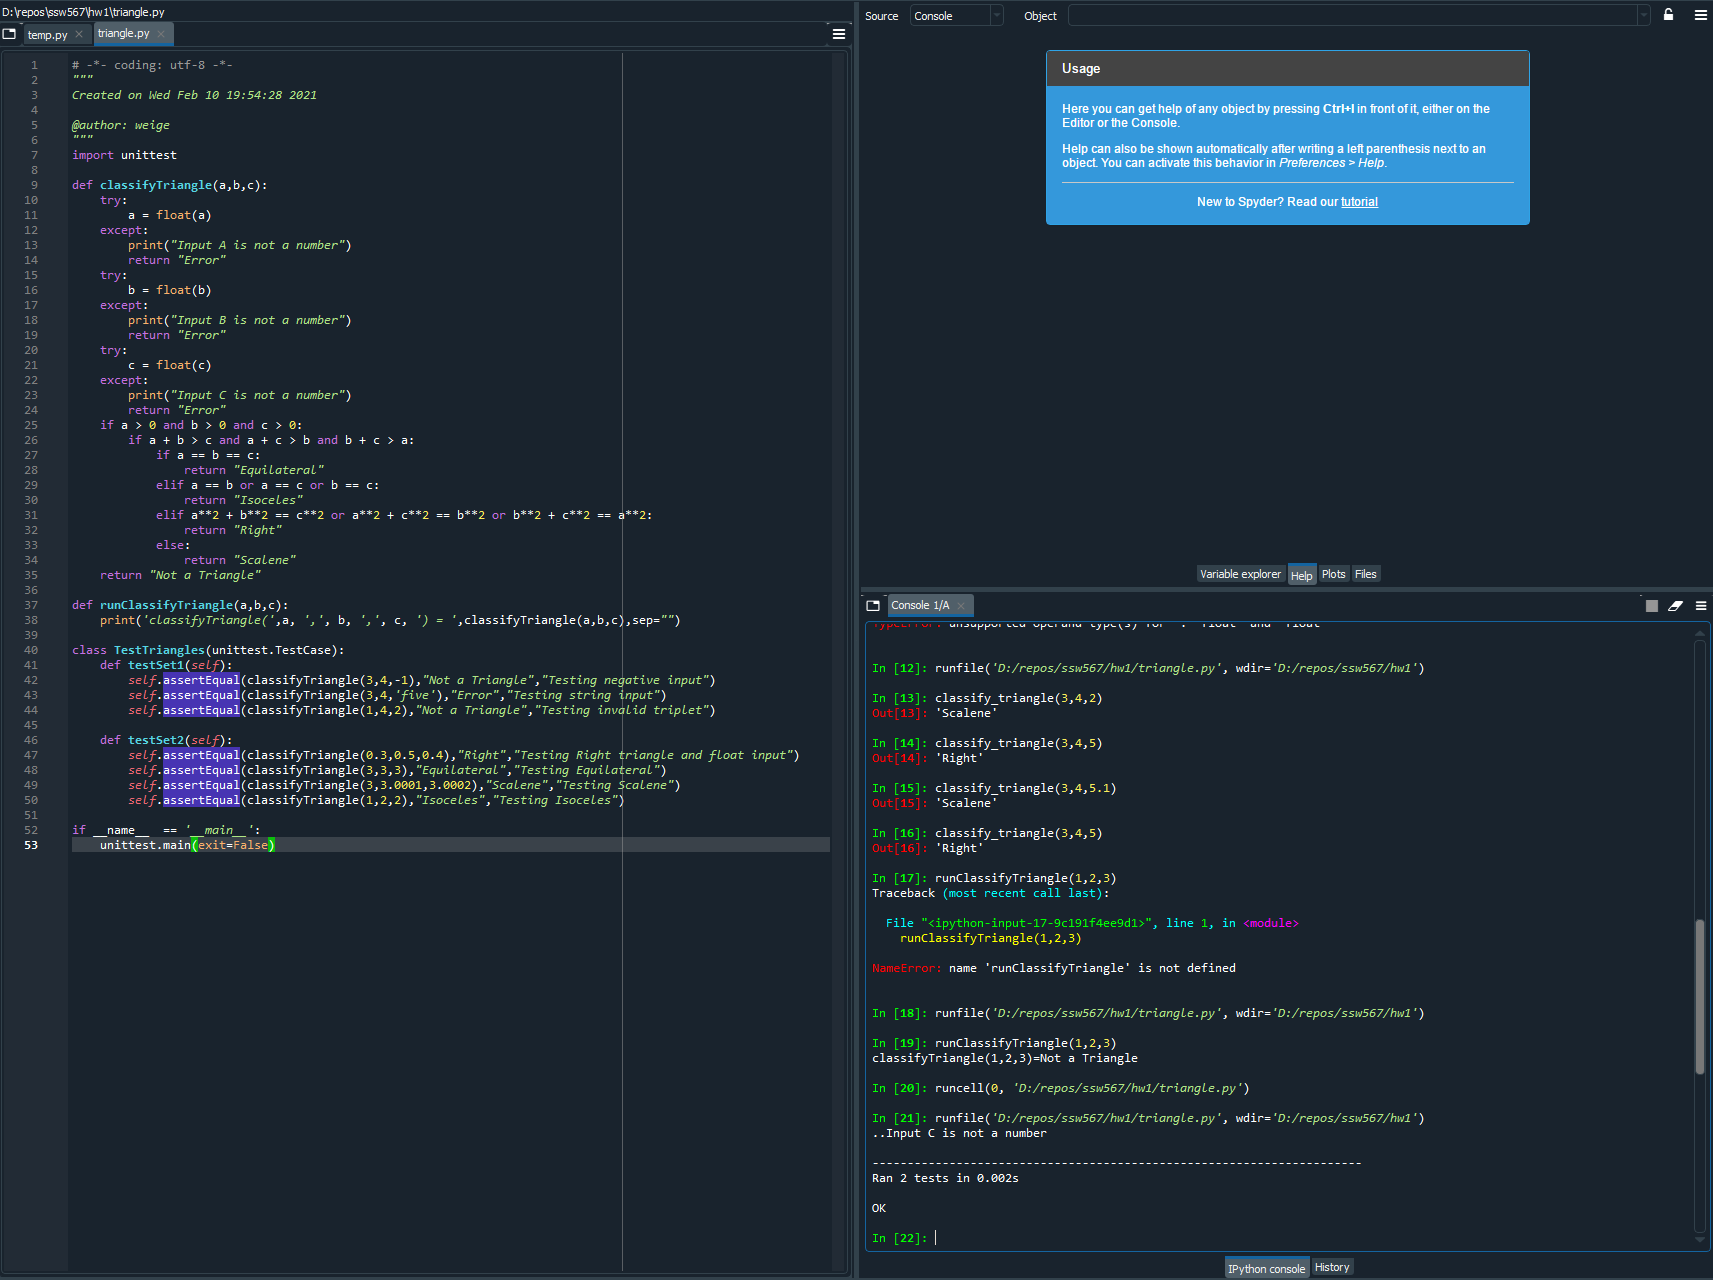 D:\repos\ssw567\hw1\triangle.py
temp.py
triangle.py
1 # -*- coding: utf-8 -*-
2 """
3 Created on Wed Feb 10 19:54:28 2021
4
5 @author: weige
6 """
7 import unittest
8
9 def classifyTriangle(a,b,c):
10     try:
11         a = float(a)
12     except:
13         print("Input A is not a number")
14         return "Error"
15     try:
16         b = float(b)
17     except:
18         print("Input B is not a number")
19         return "Error"
20     try:
21         c = float(c)
22     except:
23         print("Input C is not a number")
24         return "Error"
25     if a > 0 and b > 0 and c > 0:
26         if a + b > c and a + c > b and b + c > a:
27             if a == b == c:
28                 return "Equilateral"
29             elif a == b or a == c or b == c:
30                 return "Isoceles"
31             elif a**2 + b**2 == c**2 or a**2 + c**2 == b**2 or b**2 + c**2 == a**2:
32                 return "Right"
33             else:
34                 return "Scalene"
35     return "Not a Triangle"
36
37 def runClassifyTriangle(a,b,c):
38     print('classifyTriangle(',a, ',', b, ',', c, ') = ',classifyTriangle(a,b,c),sep="")
39
40 class TestTriangles(unittest.TestCase):
41     def testSet1(self):
42         self.assertEqual(classifyTriangle(3,4,-1),"Not a Triangle","Testing negative input")
43         self.assertEqual(classifyTriangle(3,4,'five'),"Error","Testing string input")
44         self.assertEqual(classifyTriangle(1,4,2),"Not a Triangle","Testing invalid triplet")
45
46     def testSet2(self):
47         self.assertEqual(classifyTriangle(0.3,0.5,0.4),"Right","Testing Right triangle and float input")
48         self.assertEqual(classifyTriangle(3,3,3),"Equilateral","Testing Equilateral")
49         self.assertEqual(classifyTriangle(3,3.0001,3.0002),"Scalene","Testing Scalene")
50         self.assertEqual(classifyTriangle(1,2,2),"Isoceles","Testing Isoceles")
51
52 if __name__ == '__main__':
53     unittest.main(exit=False)
Source Console Object
Usage
Here you can get help of any object by pressing Ctrl+I in front of it, either on the
Editor or the Console.
Help can also be shown automatically after writing a left parenthesis next to an
object. You can activate this behavior in Preferences > Help.
New to Spyder? Read our tutorial
Variable explorer Help Plots Files
Console 1/A
TypeError: unsupported operand type(s) for
In [12]: runfile('D:/repos/ssw567/hw1/triangle.py', wdir='D:/repos/ssw567/hw1')
In [13]: classify_triangle(3,4,2)
Out[13]: 'Scalene'
In [14]: classify_triangle(3,4,5)
Out[14]: 'Right'
In [15]: classify_triangle(3,4,5.1)
Out[15]: 'Scalene'
In [16]: classify_triangle(3,4,5)
Out[16]: 'Right'
In [17]: runClassifyTriangle(1,2,3)
Traceback (most recent call last):
File "<ipython-input-17-9c191f4ee9d1>", line 1, in <module>
runClassifyTriangle(1,2,3)
NameError: name 'runClassifyTriangle' is not defined
In [18]: runfile('D:/repos/ssw567/hw1/triangle.py', wdir='D:/repos/ssw567/hw1')
In [19]: runClassifyTriangle(1,2,3)
classifyTriangle(1,2,3)=Not a Triangle
In [20]: runcell(0, 'D:/repos/ssw567/hw1/triangle.py')
In [21]: runfile('D:/repos/ssw567/hw1/triangle.py', wdir='D:/repos/ssw567/hw1')
..Input C is not a number
----------------------------------------------------------------------
Ran 2 tests in 0.002s
OK
In [22]:
IPython console History